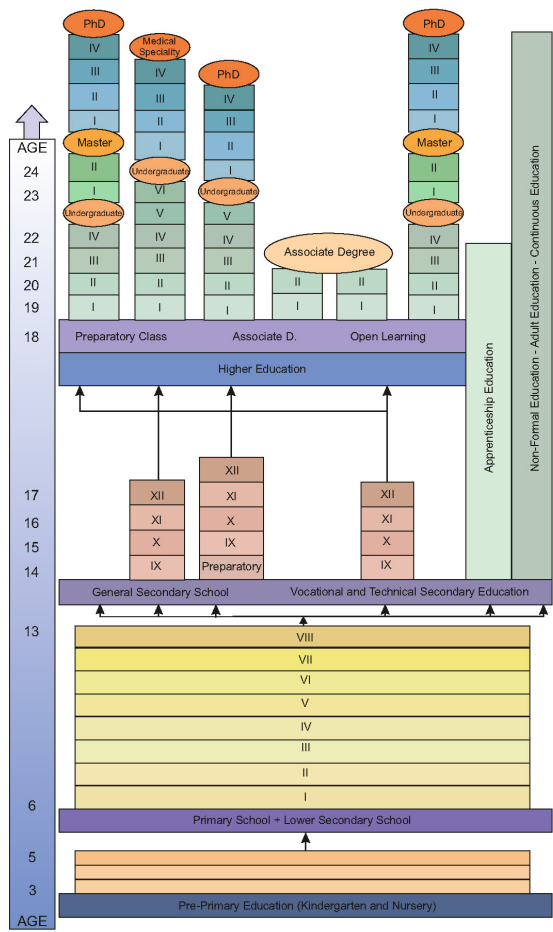 PhD
IV
III
II
I
Master
II
I
Undergraduate
IV
III
II
I
Medical
Speciality
IV
III
II
I
Undergraduate
VI
V
IV
III
II
I
PhD
IV
III
II
I
Undergraduate
V
IV
III
II
I
Associate Degree
II
I
II
I
PhD
IV
III
II
I
Master
II
I
Undergraduate
IV
III
II
I
AGE
24
23
22
21
20
19
18
17
16
15
14
13
6
5
3
AGE
Preparatory Class
Associate D.
Open Learning
Higher Education
Apprenticeship Education
Non-Formal Education - Adult Education - Continuous Education
XII
XI
X
IX
XII
XI
X
IX
Preparatory
XII
XI
X
IX
General Secondary School
Vocational and Technical Secondary Education
VIII
VII
VI
V
IV
III
II
I
Primary School + Lower Secondary School
Pre-Primary Education (Kindergarten and Nursery)